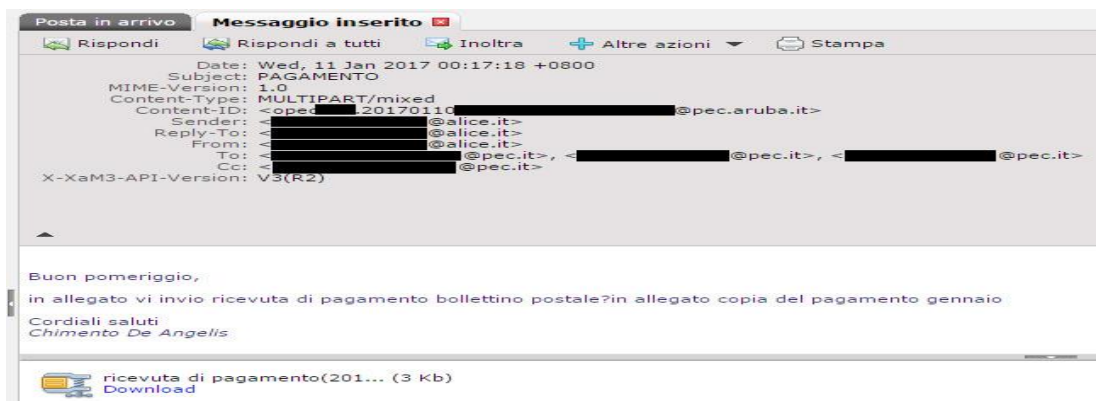 Posta in arrivo Messaggio inserito
Rispondi Rispondi a tutti Inoltra Altre azioni Stampa
Date: Wed, 11 Jan 2017 00:17:18 +0800
Subject: PAGAMENTO
MIME-Version: 1.0
Content-Type: MULTIPART/mixed
Content-ID: <opec .20170110 @pec.aruba.it>
Sender: < @alice.it>
Reply-To: < @alice.it>
From: < @alice.it>
To: < @pec.it>, < @pec.it>, < @pec.it>
Cc: < @pec.it>
X-XaM3-API-Version: V3(R2)
Buon pomeriggio,
in allegato vi invio ricevuta di pagamento bollettino postale?in allegato copia del pagamento gennaio
Cordiali saluti
Chimento De Angelis
ricevuta di pagamento(201... (3 Kb)
Download